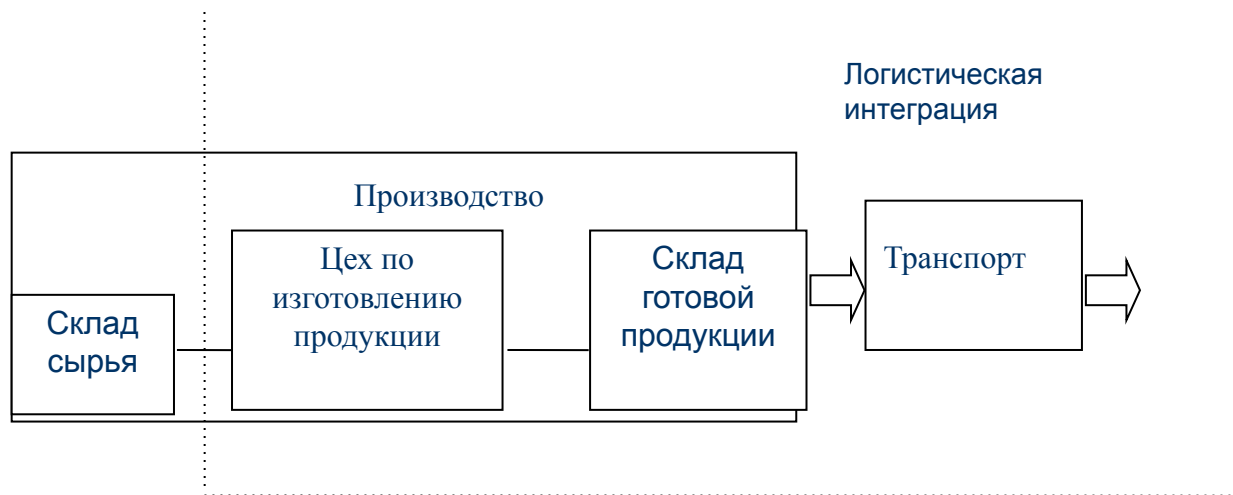 Логистическая
интеграция
Производство
Склад
сырья
Цех по
изготовлению
продукции
Склад
готовой
продукции
Транспорт